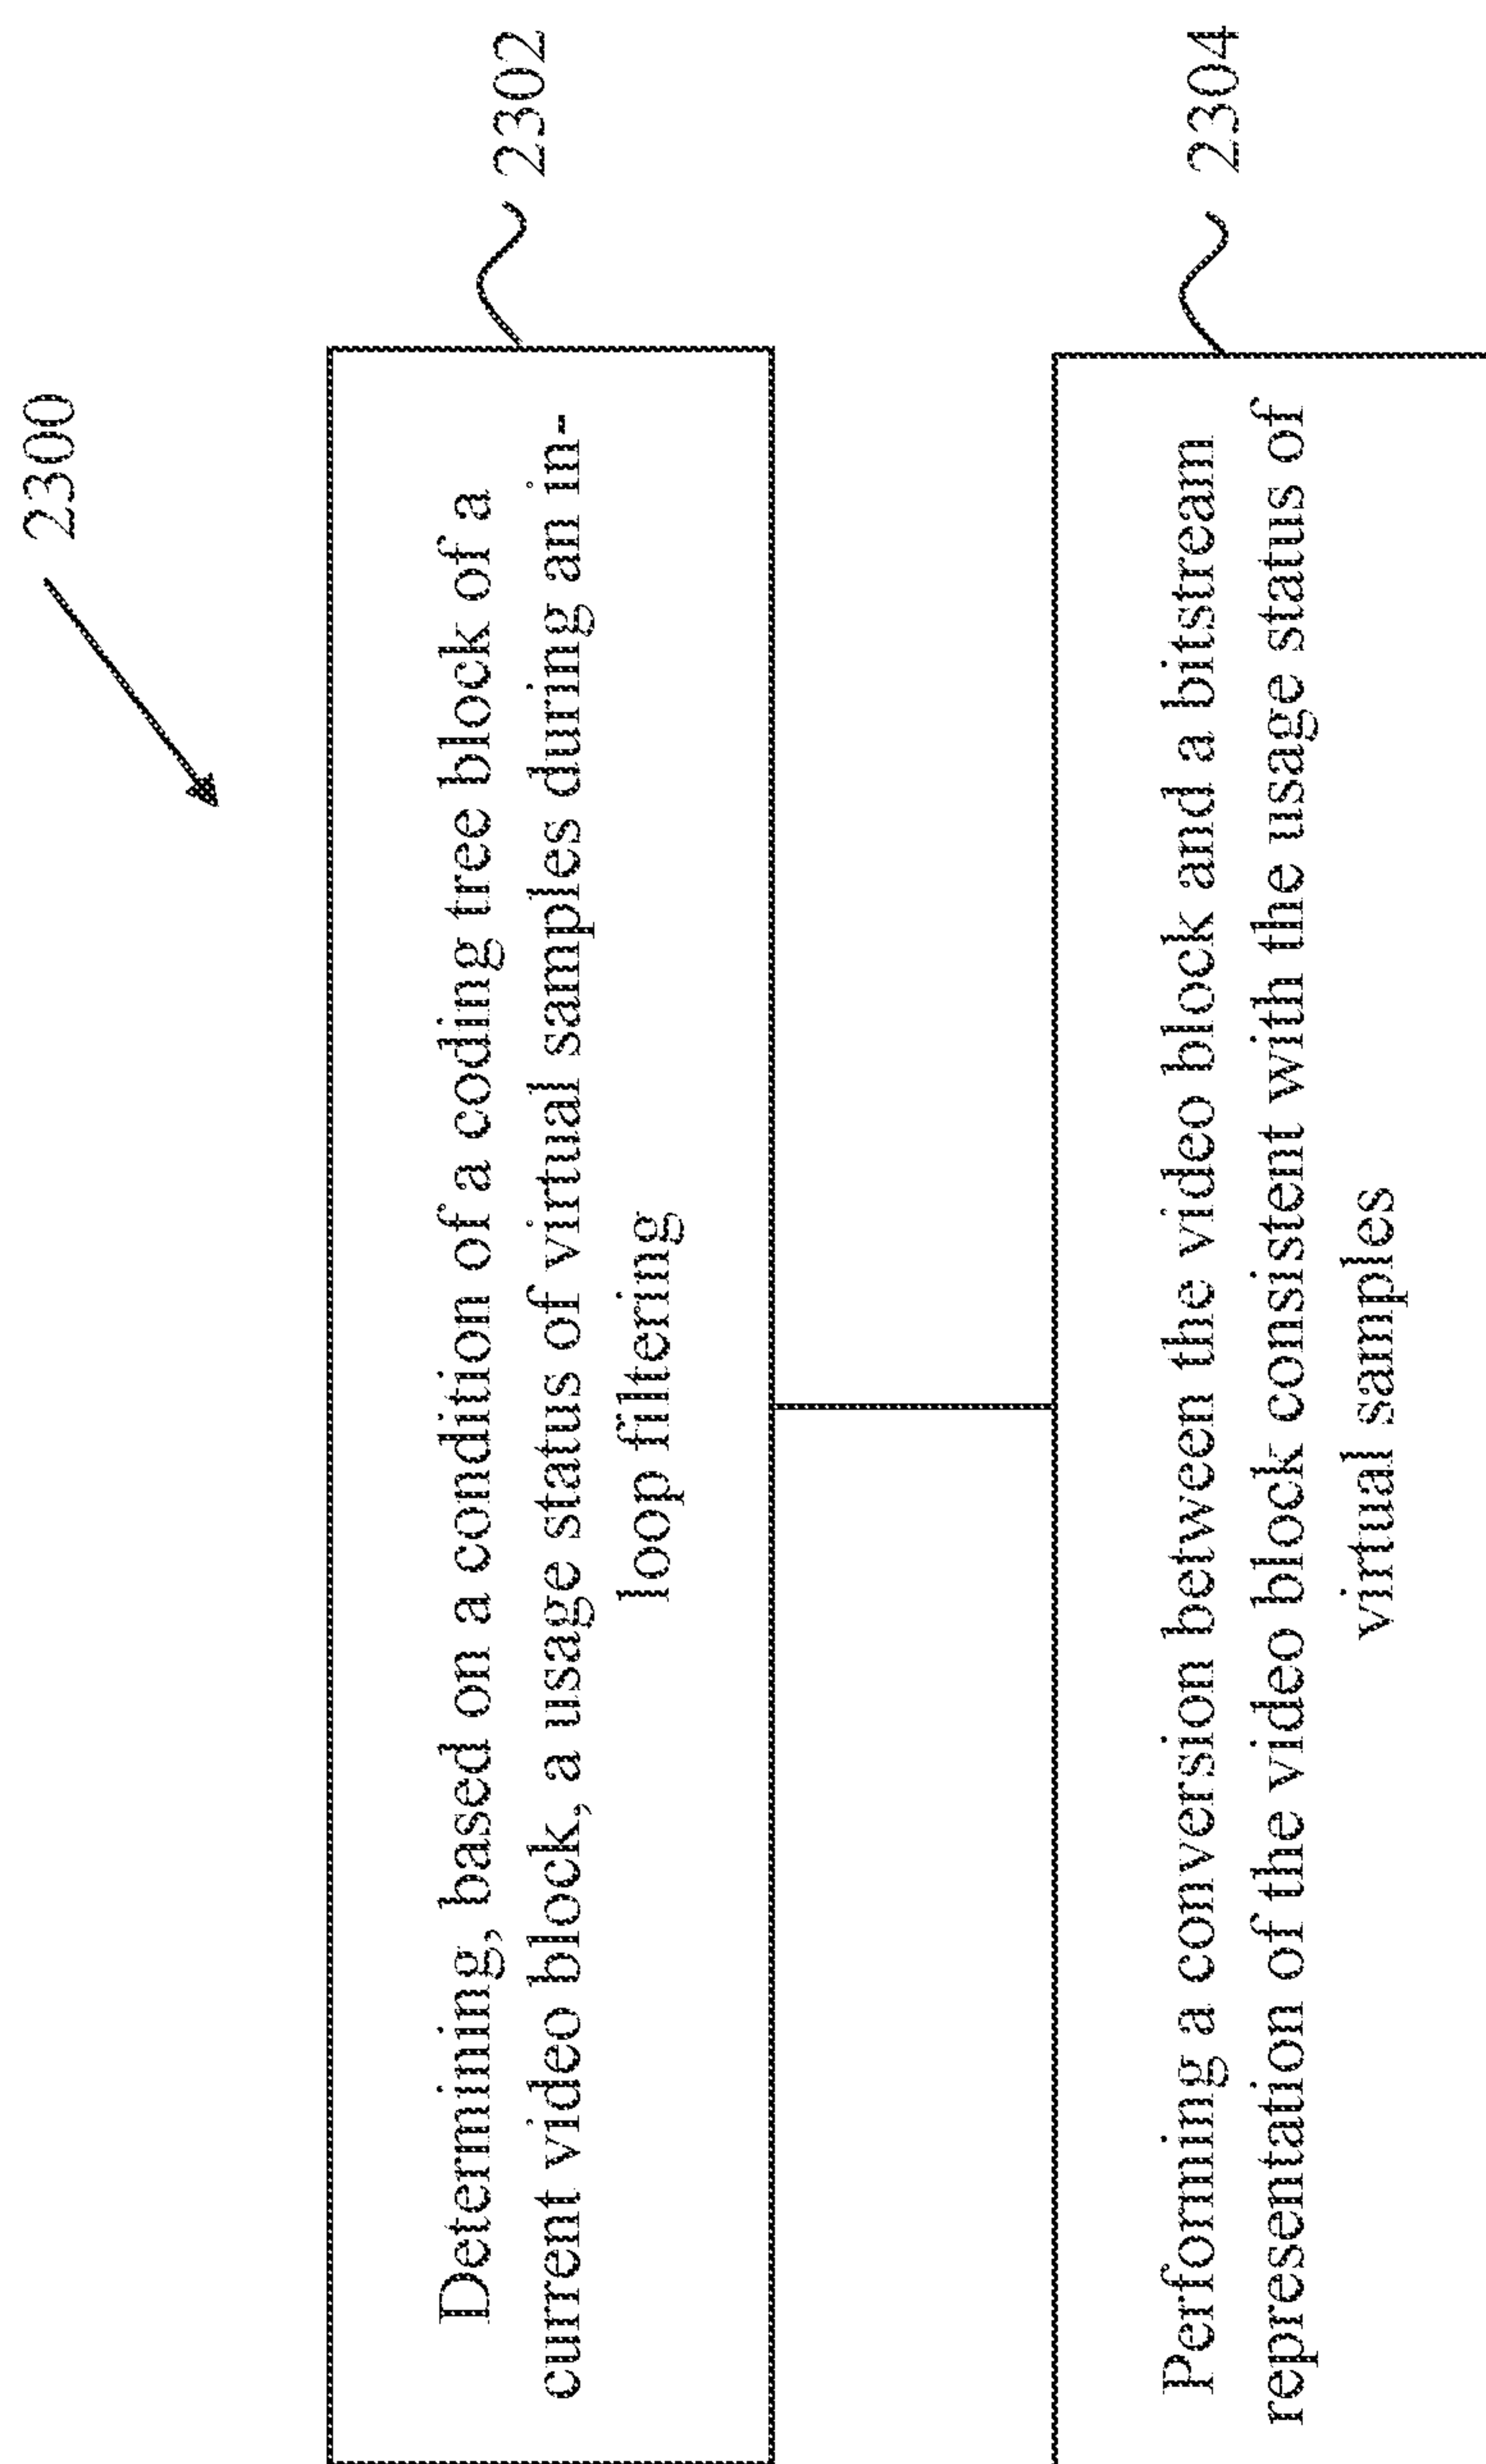 2300
Determining, based on a condition of a coding tree block of a
current video block, a usage status of virtual samples during an in-
loop filtering
2302
Performing a conversion between the video block and a bitstream
representation of the video block consistent with the usage status of
virtual samples
2304